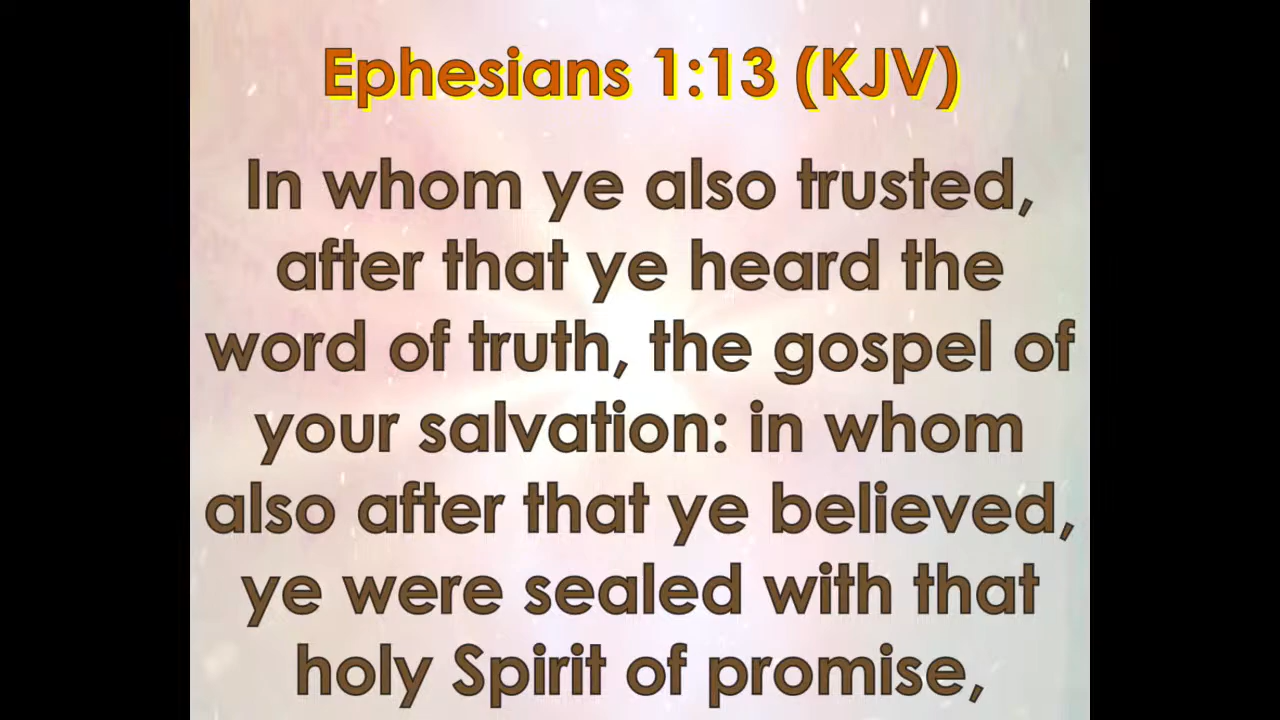 Ephesians 1:13 (KJV)
In whom ye also trusted,
after that ye heard the
word of truth, the gospel of
your salvation: in whom
also after that ye believed,
ye were sealed with that
holy Spirit of promise,